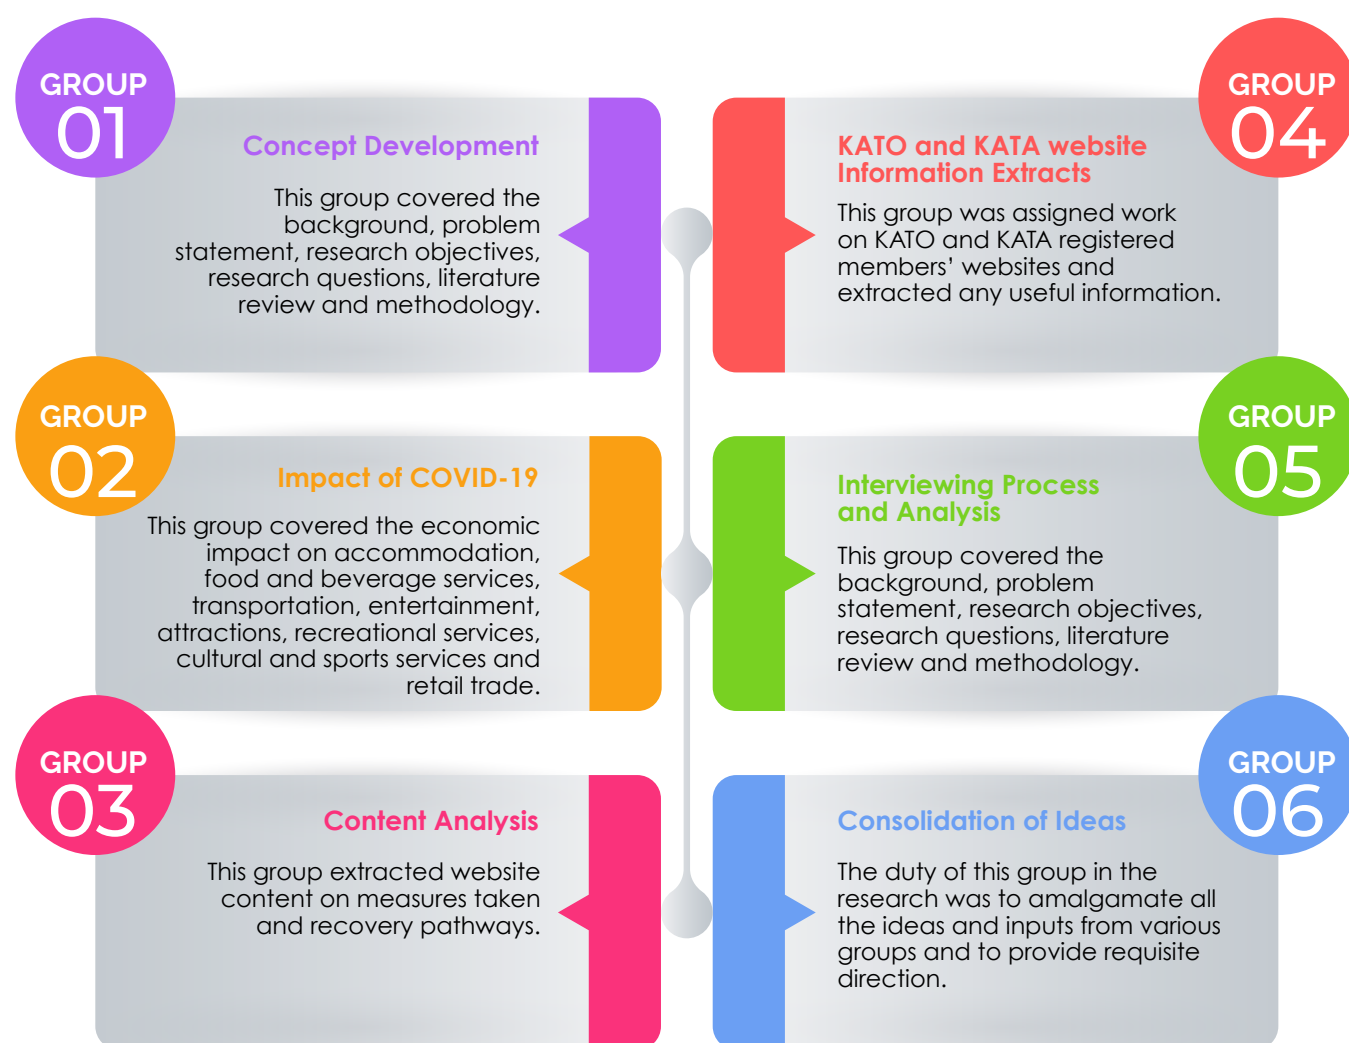 GROUP
01
Concept Development
This group covered the
background, problem
statement, research objectives,
research questions, literature
review and methodology.
GROUP
02
Impact of COVID-19
This group covered the economic
impact on accommodation,
food and beverage services,
transportation, entertainment,
attractions, recreational services,
cultural and sports services and
retail trade.
GROUP
03
Content Analysis
This group extracted website
content on measures taken
and recovery pathways.
GROUP
04
KATO and KATA website
Information Extracts
This group was assigned work
on KATO and KATA registered
members’ websites and
extracted any useful information.
GROUP
05
Interviewing Process
and Analysis
This group covered the
background, problem
statement, research objectives,
research questions, literature
review and methodology.
GROUP
06
Consolidation of Ideas
The duty of this group in the
research was to amalgamate all
the ideas and inputs from various
groups and to provide requisite
direction.